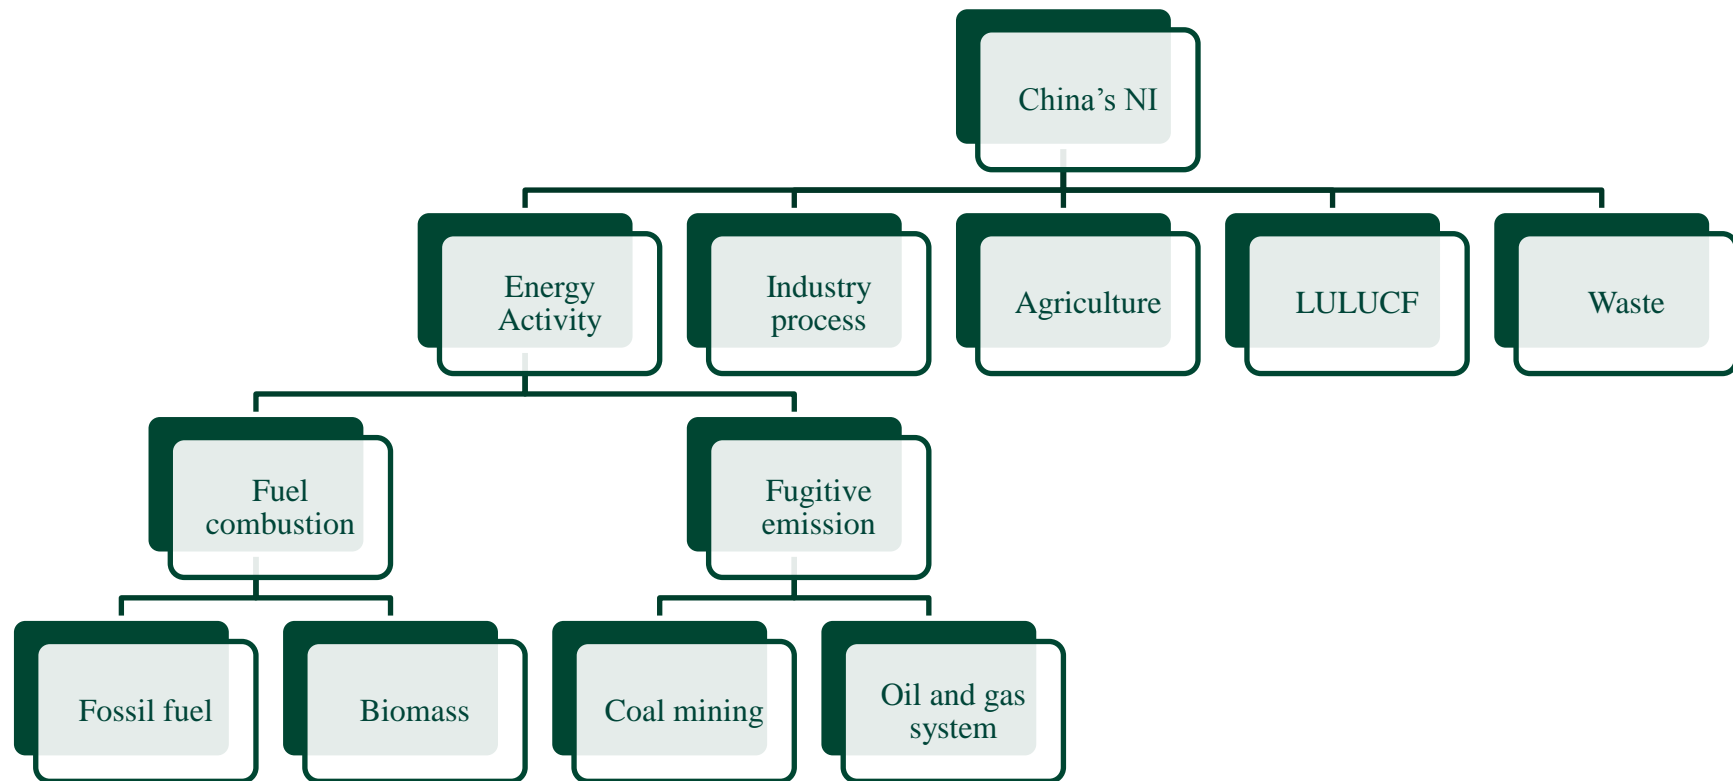 China’s NI
Energy
Activity
Industry
process
Agriculture
LULUCF
Waste
Fuel
combustion
Fugitive
emission
Fossil fuel
Biomass
Coal mining
Oil and gas
system